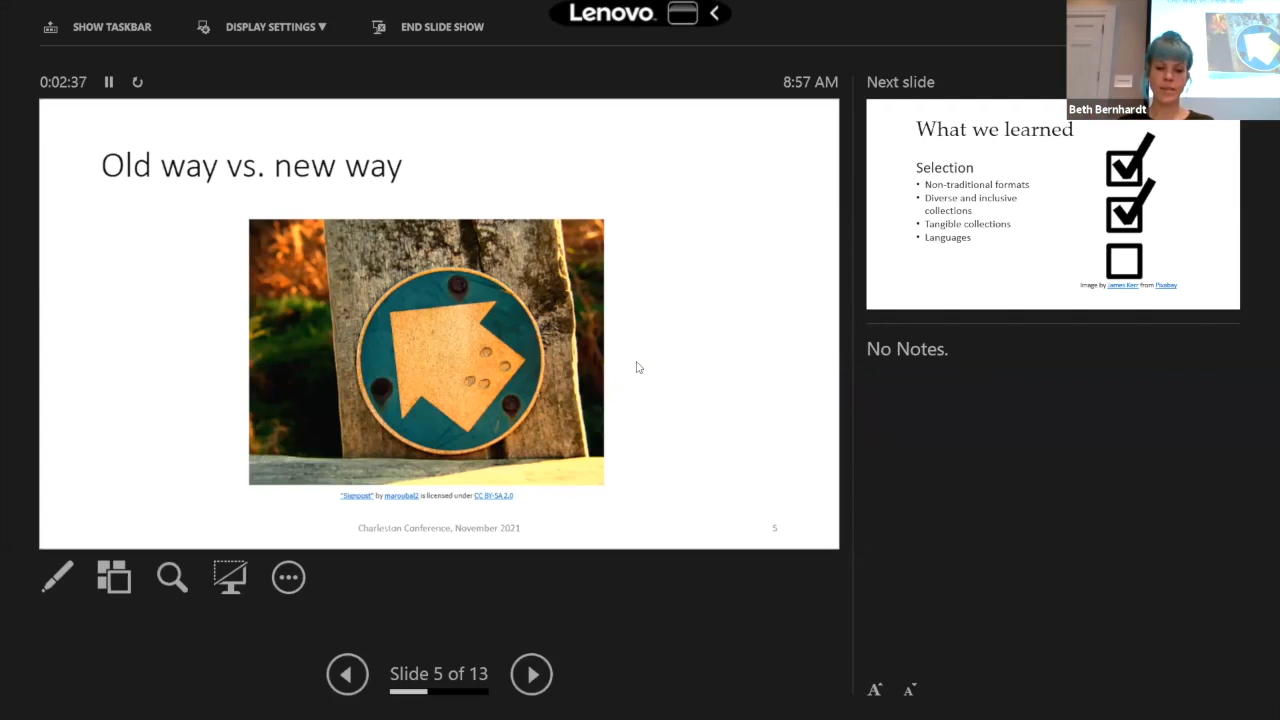 Lenovo
SHOW TASKBAR
DISPLAY SETTINGS ▼
END SLIDE SHOW
0:02:37
8:57 AM
Old way vs. new way
"Signpost" by maroubal2 is licensed under CC BY-SA 2.0
Charleston Conference, November 2021
5
Slide 5 of 13
Beth Bernhardt
Next slide
What we learned
Selection
• Non-traditional formats
• Diverse and inclusive
collections
• Tangible collections
• Languages
Image by James Kerr from Pixabay
No Notes.
A A